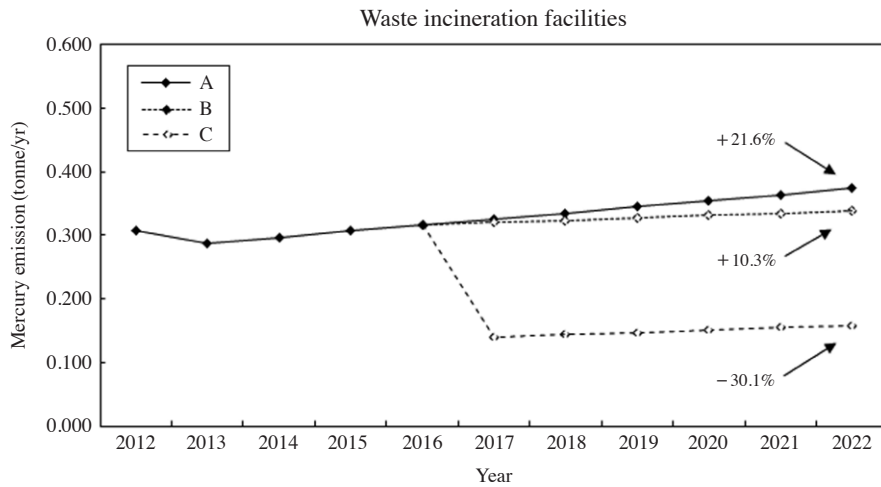 Waste incineration facilities
0.600
0.500
0.400
0.300
0.200
0.100
0.000
Mercury emission (tonne/yr)
A
B
C
+21.6%
+10.3%
−30.1%
2012 2013 2014 2015 2016 2017 2018 2019 2020 2021 2022
Year